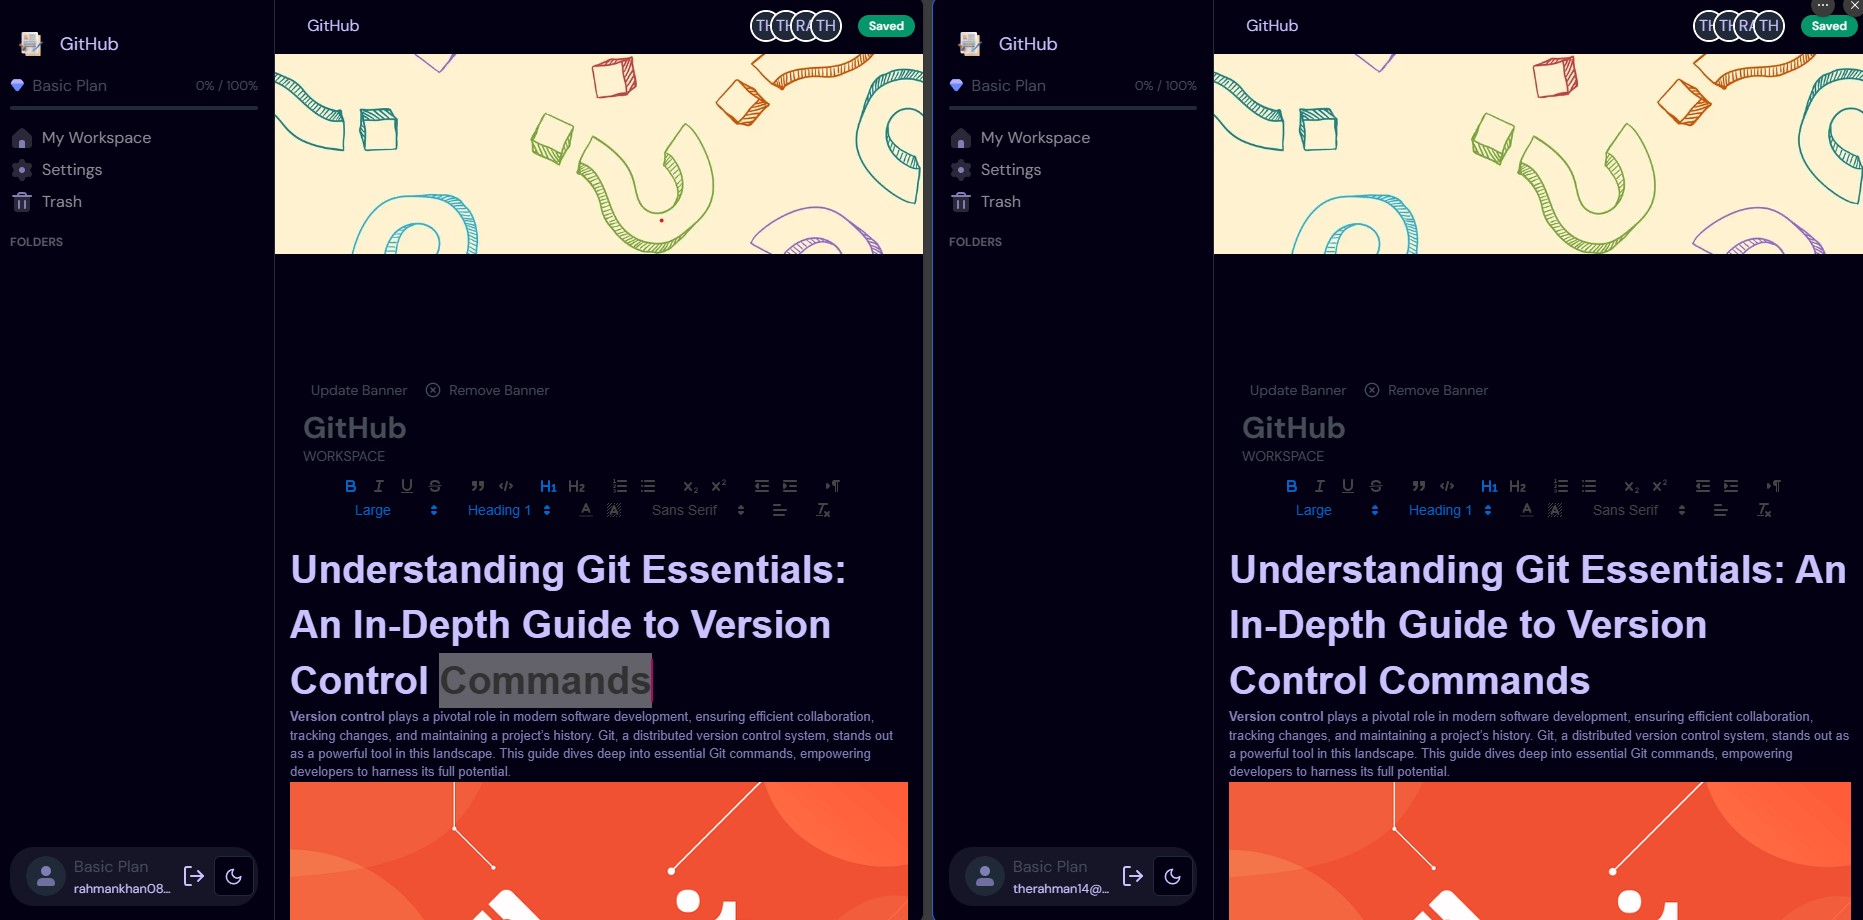 GitHub
Basic Plan 0% / 100%
My Workspace
Settings
Trash
FOLDERS
Basic Plan
rahmankhan08...
GitHub
TH TH RA TH Saved
Update Banner Remove Banner
GitHub
WORKSPACE
B I U S H1 H2 x2 x2
Large Heading 1 A A Sans Serif Tx
Understanding Git Essentials:
An In-Depth Guide to Version
Control Commands
Version control plays a pivotal role in modern software development, ensuring efficient collaboration,
tracking changes, and maintaining a project's history. Git, a distributed version control system, stands out
as a powerful tool in this landscape. This guide dives deep into essential Git commands, empowering
developers to harness its full potential.
GitHub
Basic Plan 0% / 100%
My Workspace
Settings
Trash
FOLDERS
Basic Plan
therahman14@...
GitHub
TH TH RA TH Saved
Update Banner Remove Banner
GitHub
WORKSPACE
B I U S H1 H2 x2 x2
Large Heading 1 A A Sans Serif Tx
Understanding Git Essentials: An
In-Depth Guide to Version
Control Commands
Version control plays a pivotal role in modern software development, ensuring efficient collaboration,
tracking changes, and maintaining a project's history. Git, a distributed version control system, stands out as
a powerful tool in this landscape. This guide dives deep into essential Git commands, empowering
developers to harness its full potential.